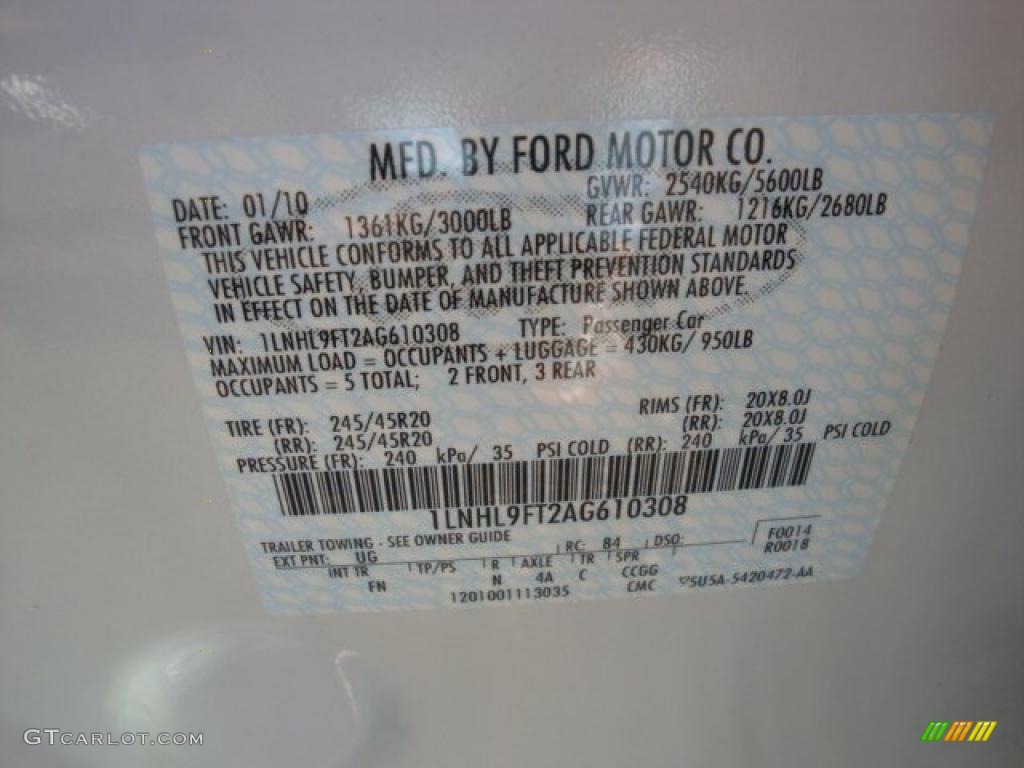 MFD. BY FORD MOTOR CO.
DATE: 01/10 GVWR: 2540KG/5600LB
FRONT GAWR: 1361KG/3000LB REAR GAWR: 1216KG/2680LB
THIS VEHICLE CONFORMS TO ALL APPLICABLE FEDERAL MOTOR
VEHICLE SAFETY, BUMPER, AND THEFT PREVENTION STANDARDS
IN EFFECT ON THE DATE OF MANUFACTURE SHOWN ABOVE.
VIN: 1LNHL9FT2AG610308 TYPE: Passenger Car
MAXIMUM LOAD = OCCUPANTS + LUGGAGE = 430KG/ 950LB
OCCUPANTS = 5 TOTAL; 2 FRONT, 3 REAR
TIRE (FR): 245/45R20 RIMS (FR): 20X8.0J
(RR): 245/45R20 (RR): 20X8.0J
PRESSURE (FR): 240 kPa/ 35 PSI COLD (RR): 240 kPa/ 35 PSI COLD
1LNHL9FT2AG610308
TRAILER TOWING - SEE OWNER GUIDE RC: 84 DSO: F0014
EXT PNT: UG R0018
INT TR TP/PS R AXLE TR SPR
FN N 4A C CCGG
1201001113035 CMC 5U5A-5420472-AA
GTCARLOT.COM